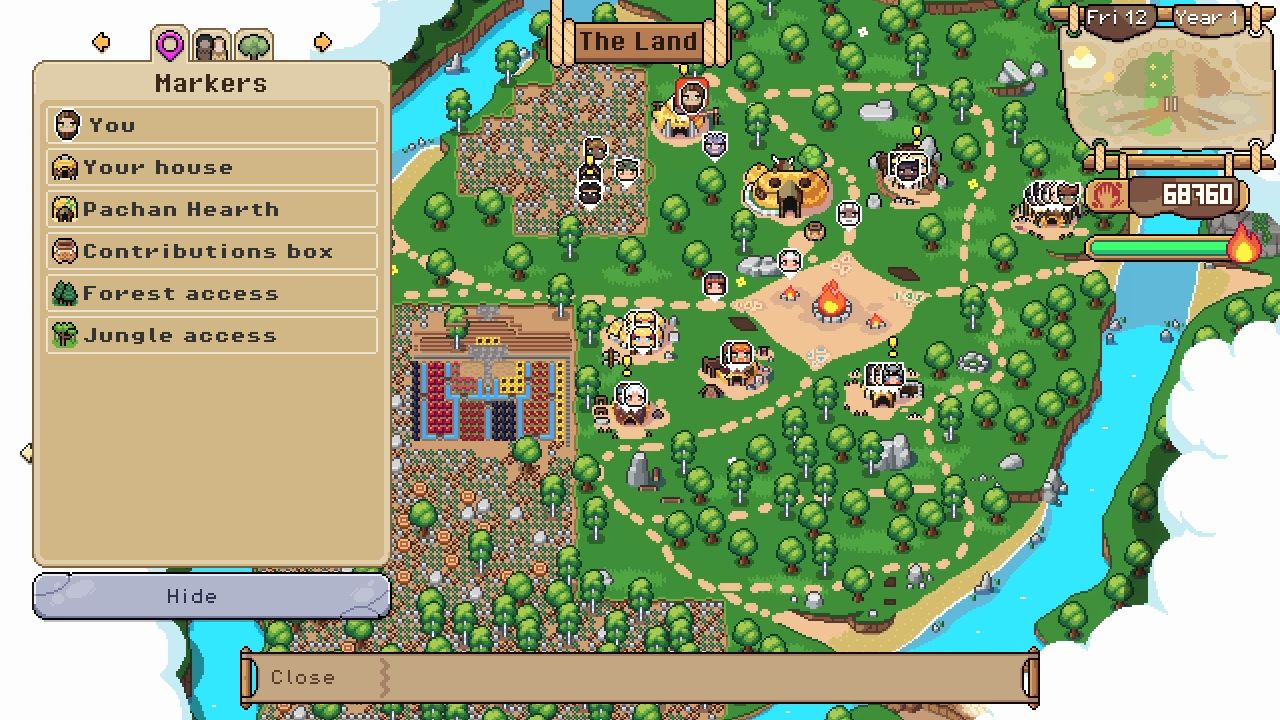 The Land
Fri 12
Year 1
Markers
You
Your house
Pachan Hearth
Contributions box
Forest access
Jungle access
68760
Hide
Close